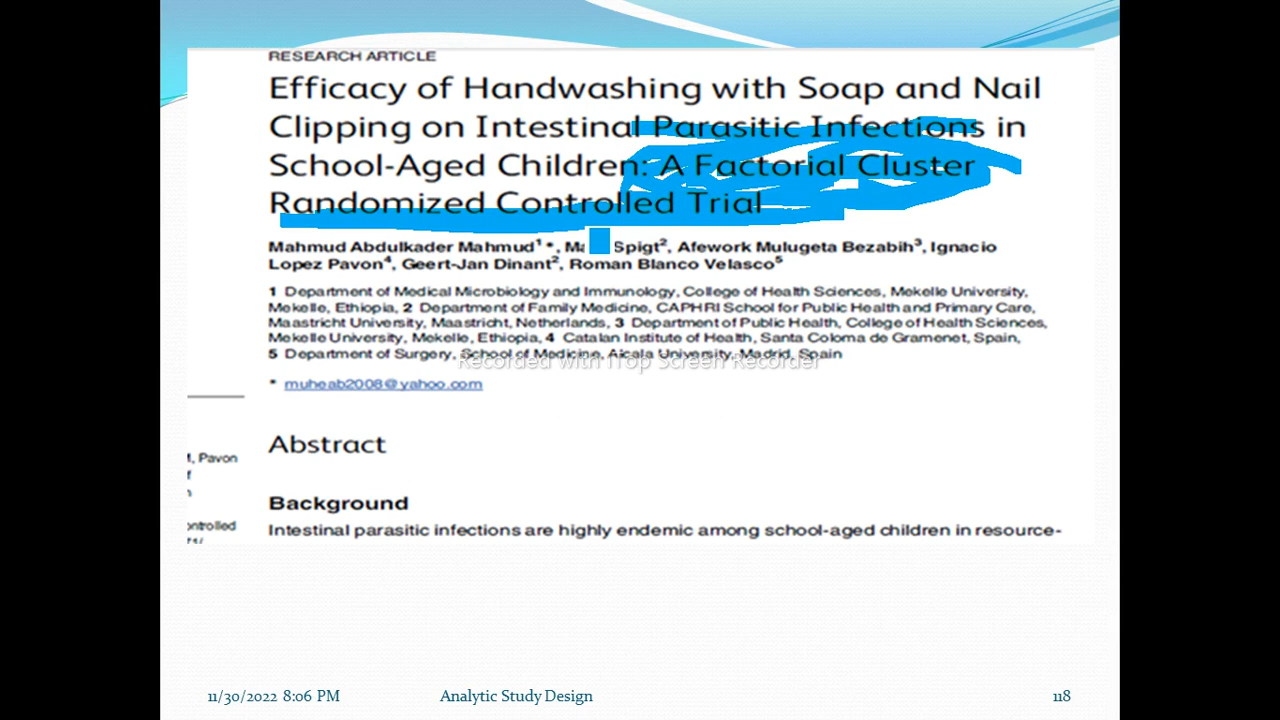 RESEARCH ARTICLE
Efficacy of Handwashing with Soap and Nail
Clipping on Intestinal Parasitic Infections in
School-Aged Children: A Factorial Cluster
Randomized Controlled Trial
Mahmud Abdulkader Mahmud1*, Spigt2, Afework Mulugeta Bezabih3, Ignacio
Lopez Pavon4, Geert-Jan Dinant2, Roman Blanco Velasco5
1 Department of Medical Microbiology and Immunology, College of Health Sciences, Mekelle University,
Mekelle, Ethiopia, 2 Department of Family Medicine, CAPHRI School for Public Health and Primary Care,
Maastricht University, Maastricht, Netherlands, 3 Department of Public Health, College of Health Sciences,
Mekelle University, Mekelle, Ethiopia, 4 Catalan Institute of Health, Santa Coloma de Gramenet, Spain,
5 Department of Surgery, School of Medicine, Alcala University, Madrid, Spain
Recorded with iTop Screen Recorder
* muheab2008@yahoo.com
Abstract
Pavon
Background
Intestinal parasitic infections are highly endemic among school-aged children in resource-
11/30/2022 8:06 PM
Analytic Study Design
118